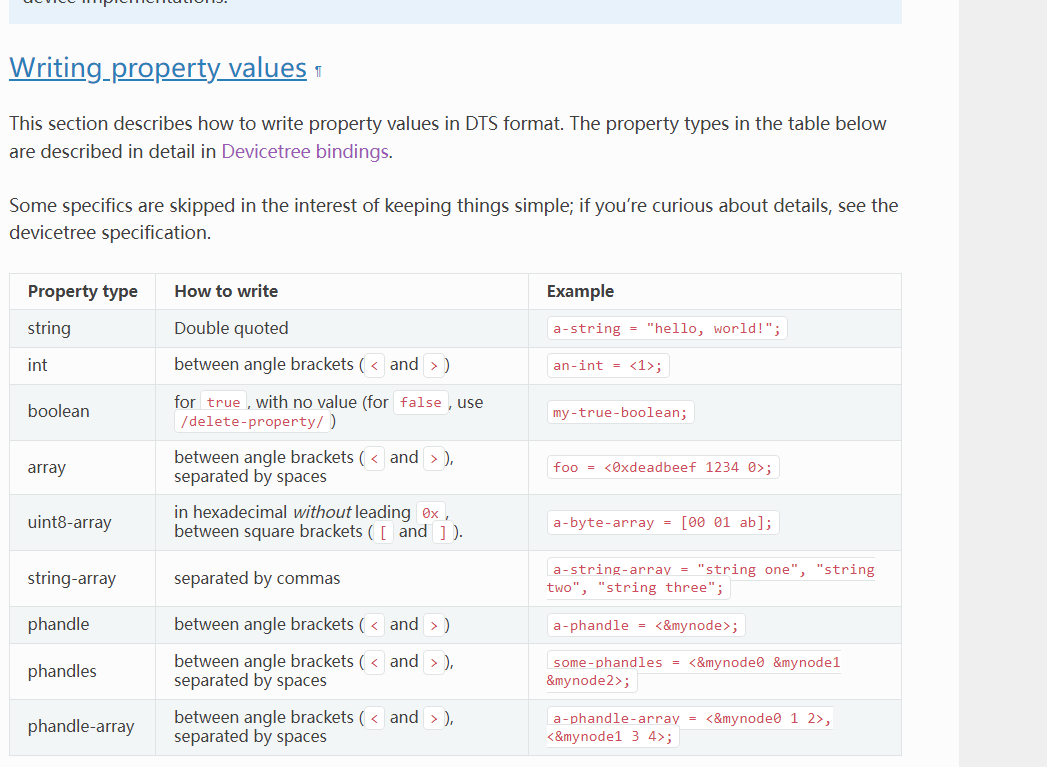 device implementations.
Writing property values ¶
This section describes how to write property values in DTS format. The property types in the table below
are described in detail in Devicetree bindings.
Some specifics are skipped in the interest of keeping things simple; if you're curious about details, see the
devicetree specification.
Property type How to write Example
string Double quoted a-string = "hello, world!";
int between angle brackets ( < and > ) an-int = <1>;
boolean for true , with no value (for false , use
/delete-property/ ) my-true-boolean;
array between angle brackets ( < and > ),
separated by spaces foo = <0xdeadbeef 1234 0>;
uint8-array in hexadecimal without leading 0x ,
between square brackets ( [ and ] ). a-byte-array = [00 01 ab];
string-array separated by commas a-string-array = "string one", "string
two", "string three";
phandle between angle brackets ( < and > ) a-phandle = <&mynode>;
phandles between angle brackets ( < and > ),
separated by spaces some-phandles = <&mynode0 &mynode1
&mynode2>;
phandle-array between angle brackets ( < and > ),
separated by spaces a-phandle-array = <&mynode0 1 2>,
<&mynode1 3 4>;